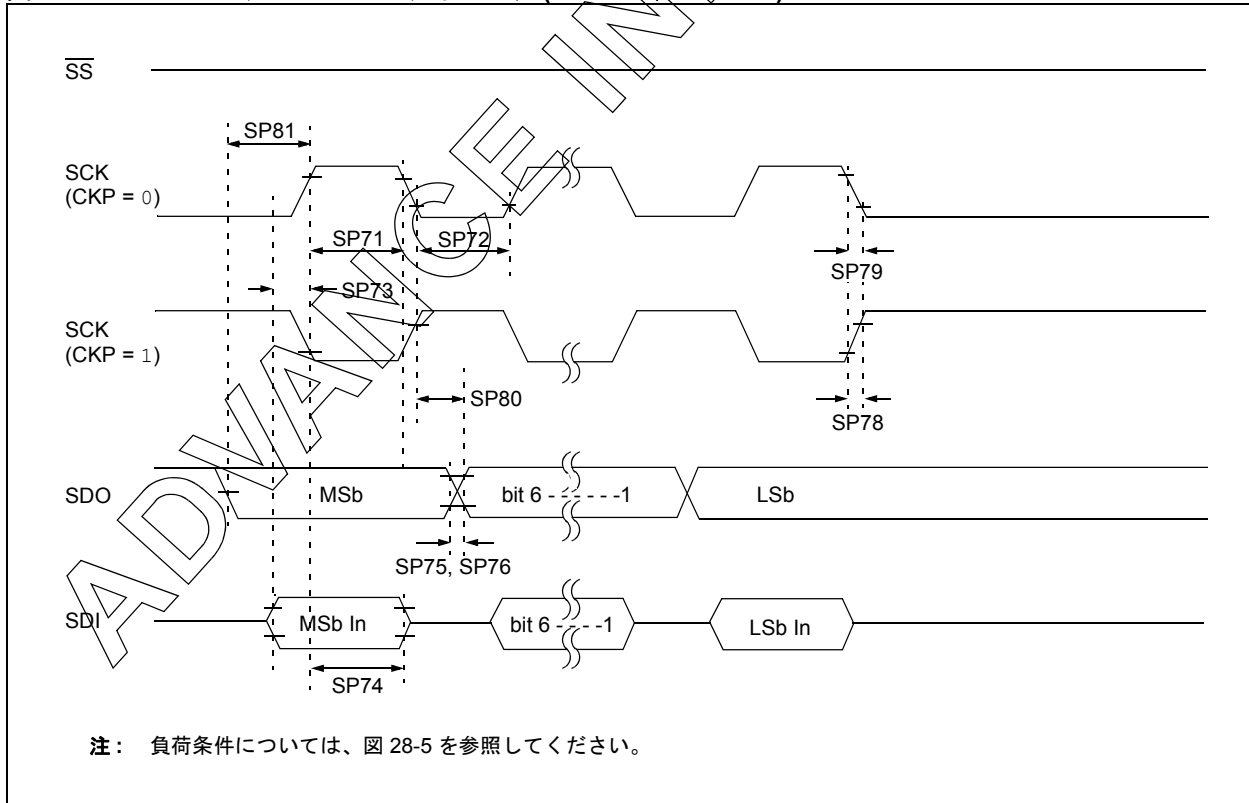 SS
SP81
SCK
(CKP = 0)
SP71
SP72
SP79
SP73
SCK
(CKP = 1)
SP80
SP78
SDO
MSb
bit 6 - - - - - -1
LSb
SP75, SP76
SDI
MSb In
bit 6 - - - -1
LSb In
SP74
注: 負荷条件については、図 28-5 を参照してください。